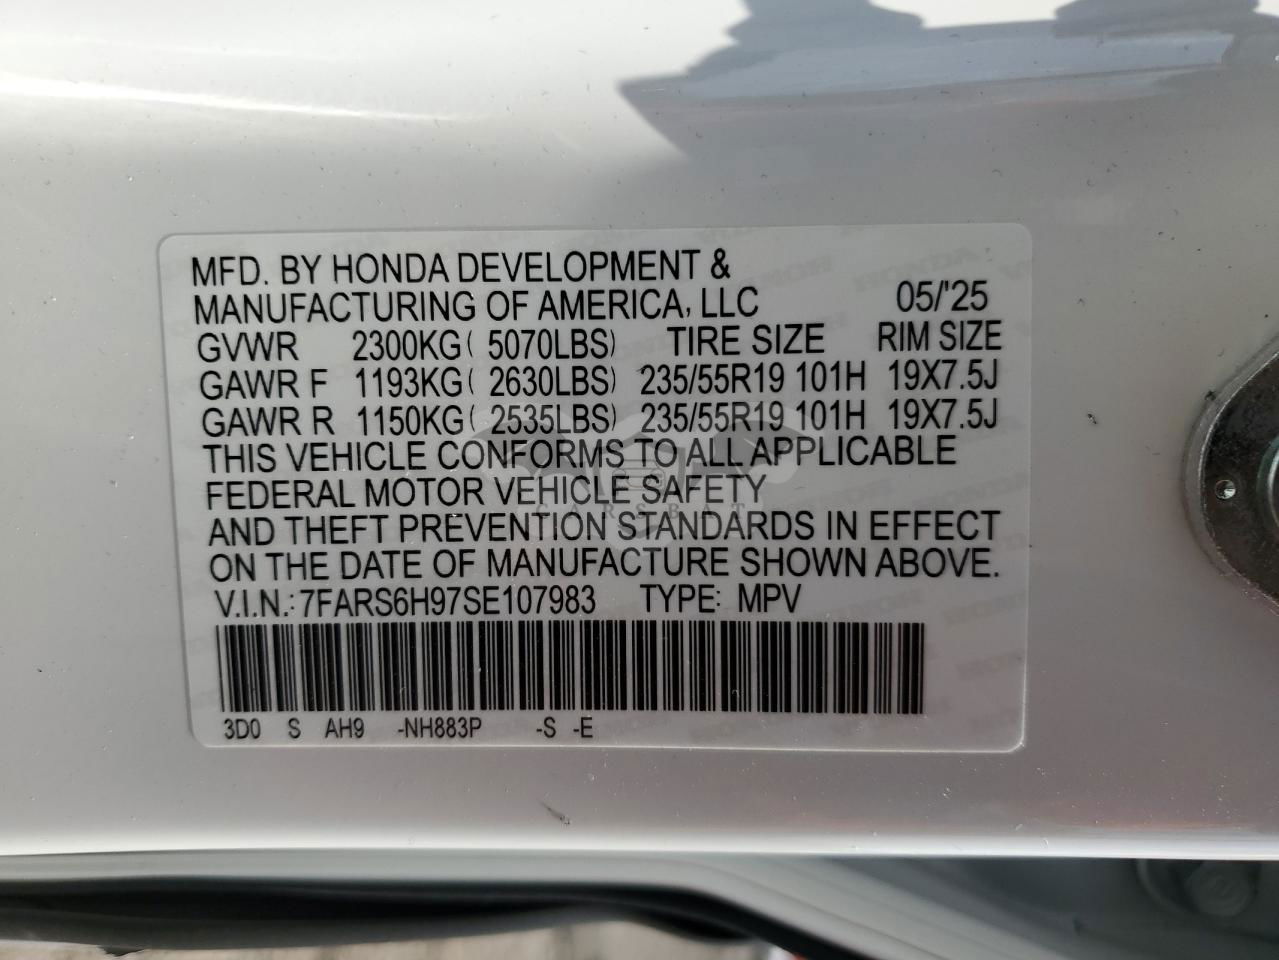 MFD. BY HONDA DEVELOPMENT &
MANUFACTURING OF AMERICA, LLC 05/'25
GVWR 2300KG( 5070LBS) TIRE SIZE RIM SIZE
GAWR F 1193KG( 2630LBS) 235/55R19 101H 19X7.5J
GAWR R 1150KG( 2535LBS) 235/55R19 101H 19X7.5J
THIS VEHICLE CONFORMS TO ALL APPLICABLE
FEDERAL MOTOR VEHICLE SAFETY
CARSBAT
AND THEFT PREVENTION STANDARDS IN EFFECT
ON THE DATE OF MANUFACTURE SHOWN ABOVE.
V.I.N.: 7FARS6H97SE107983 TYPE: MPV
3D0 S AH9 -NH883P -S -E